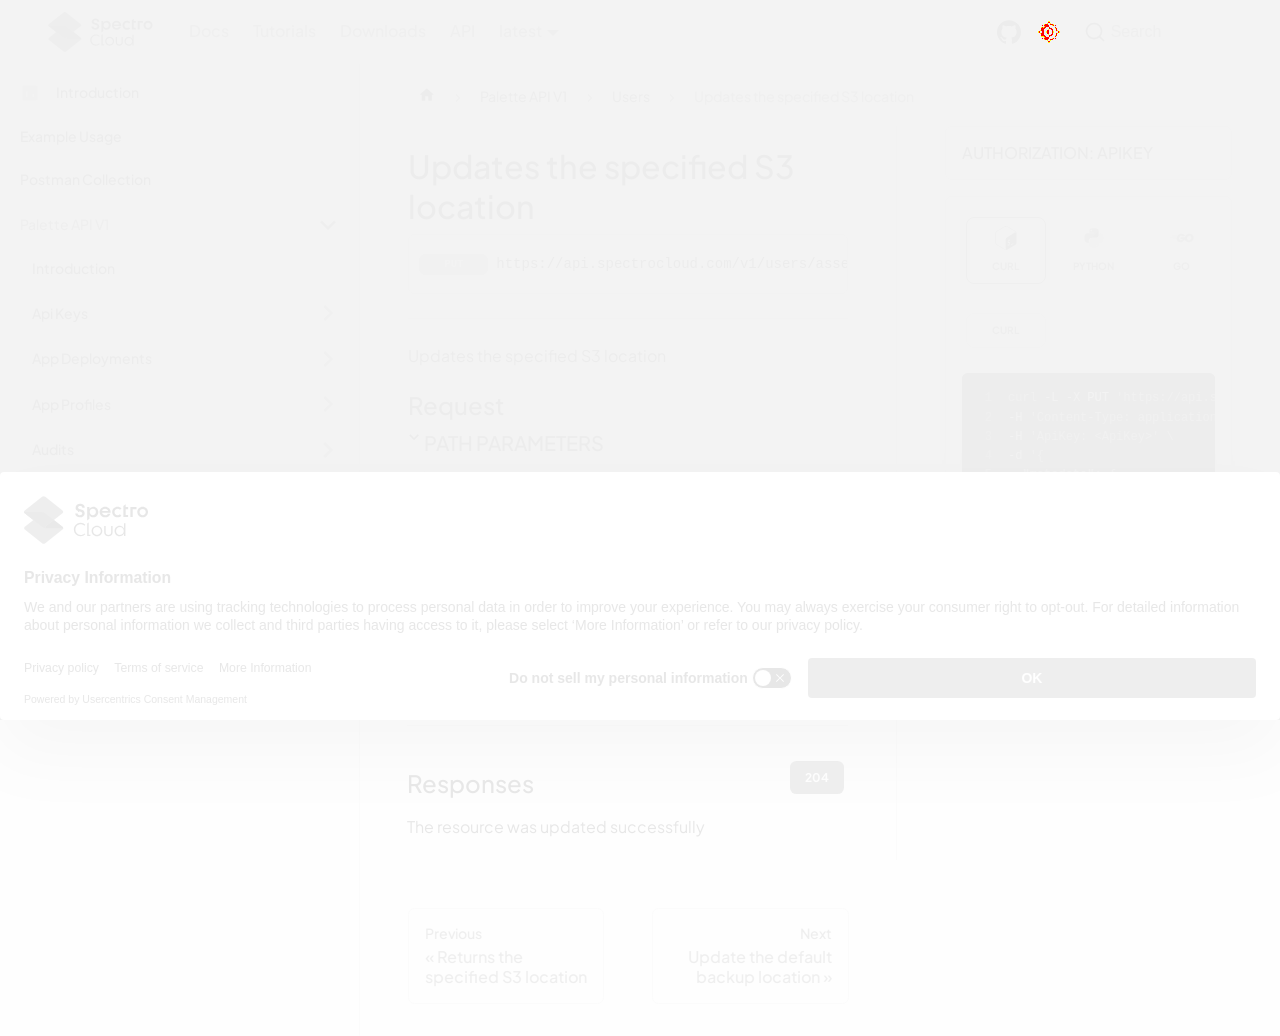 Spectro
Cloud
Docs
Tutorials
Downloads
API
latest
Search
Introduction
Example Usage
Postman Collection
Palette API V1
Introduction
Api Keys
App Deployments
App Profiles
Audits
Palette API V1
Users
Updates the specified S3 location
Updates the specified S3
location
https://api.spectrocloud.com/v1/users/asse
Updates the specified S3 location
Request
PATH PARAMETERS
AUTHORIZATION: APIKEY
CURL
PYTHON
GO
CURL
Spectro
Cloud
Privacy Information
We and our partners are using tracking technologies to process personal data in order to improve your experience. You may always exercise your consumer right to opt-out. For detailed information
about personal information we collect and third parties having access to it, please select ‘More Information’ or refer to our privacy policy.
Privacy policy
Terms of service
More Information
Powered by Usercentrics Consent Management
Do not sell my personal information
OK
Responses
204
The resource was updated successfully
Previous
« Returns the
specified S3 location
Next
Update the default
backup location »